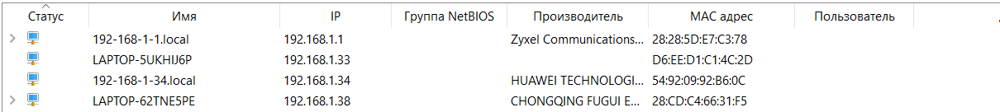 Статус Имя IP Группа NetBIOS Производитель MAC адрес Пользователь
192-168-1-1.local 192.168.1.1 Zyxel Communications... 28:28:5D:E7:C3:78
LAPTOP-5UKHIJ6P 192.168.1.33 D6:EE:D1:C1:4C:2D
192-168-1-34.local 192.168.1.34 HUAWEI TECHNOLOGI... 54:92:09:92:B6:0C
LAPTOP-62TNE5PE 192.168.1.38 CHONGQING FUGUI E... 28:CD:C4:66:31:F5